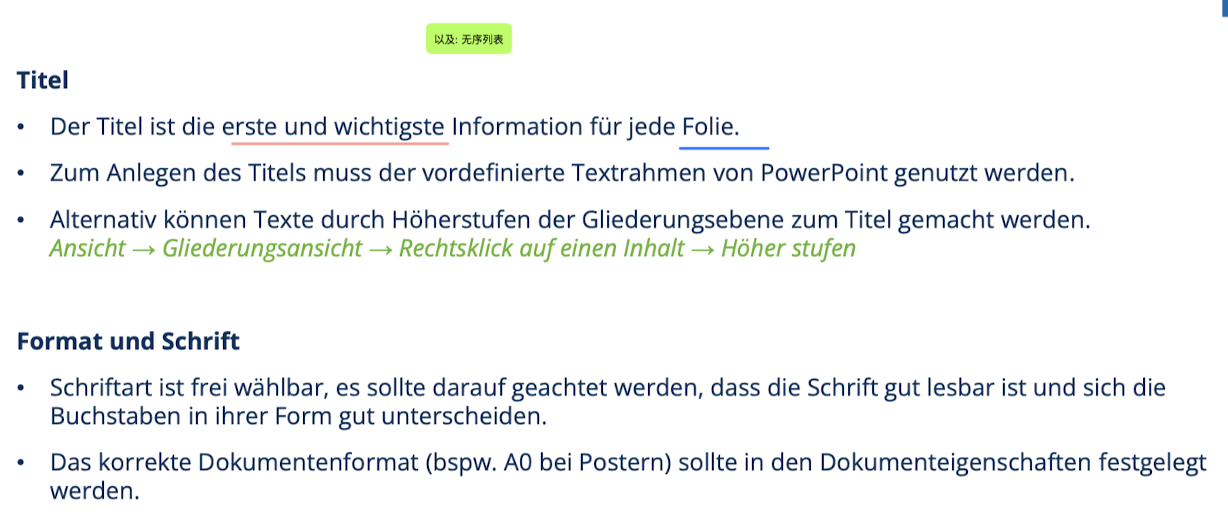 以及: 无序列表
Titel
• Der Titel ist die erste und wichtigste Information für jede Folie.
• Zum Anlegen des Titels muss der vordefinierte Textrahmen von PowerPoint genutzt werden.
• Alternativ können Texte durch Höherstufen der Gliederungsebene zum Titel gemacht werden.
Ansicht → Gliederungsansicht → Rechtsklick auf einen Inhalt → Höher stufen
Format und Schrift
• Schriftart ist frei wählbar, es sollte darauf geachtet werden, dass die Schrift gut lesbar ist und sich die
Buchstaben in ihrer Form gut unterscheiden.
• Das korrekte Dokumentenformat (bspw. A0 bei Postern) sollte in den Dokumenteigenschaften festgelegt
werden.